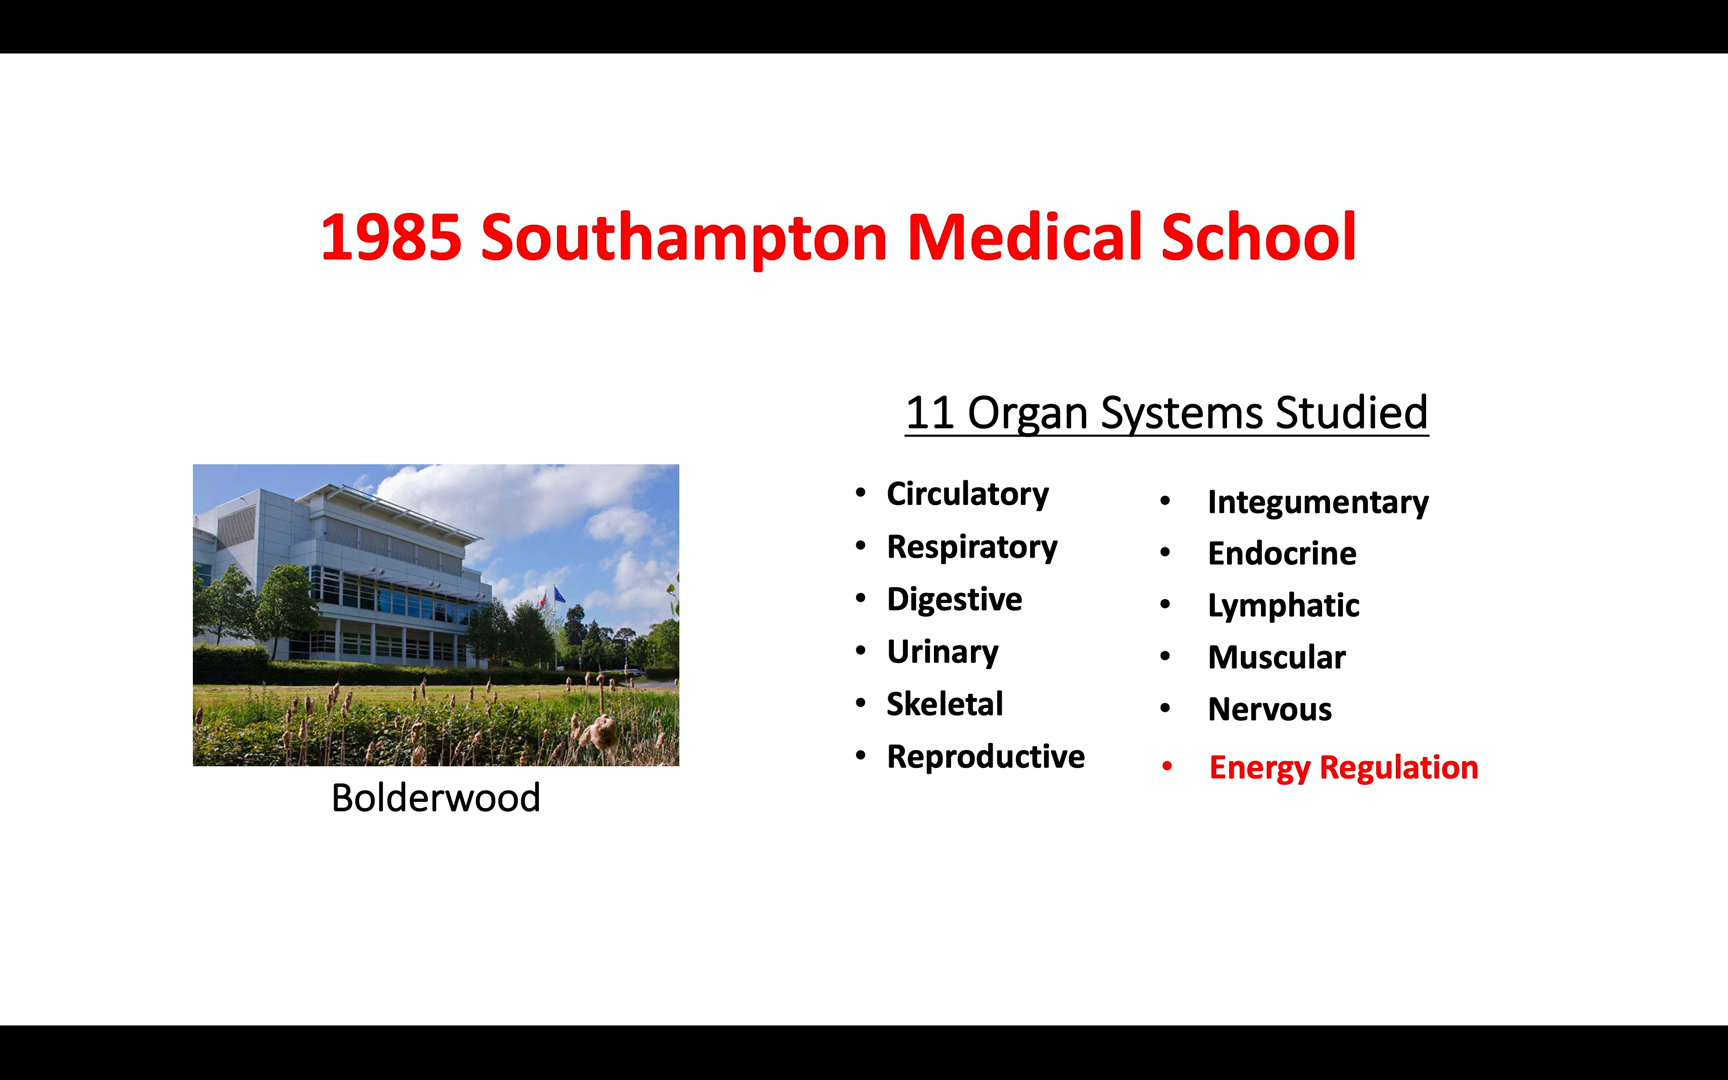 1985 Southampton Medical School
11 Organ Systems Studied
• Circulatory
• Respiratory
• Digestive
• Urinary
• Skeletal
• Reproductive
• Integumentary
• Endocrine
• Lymphatic
• Muscular
• Nervous
• Energy Regulation
Bolderwood